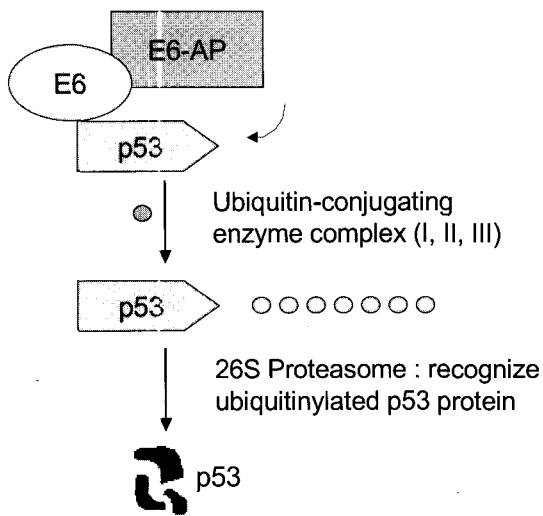 E6-AP
E6
p53
Ubiquitin-conjugating
enzyme complex (I, II, III)
p53
26S Proteasome : recognize
ubiquitinylated p53 protein
p53